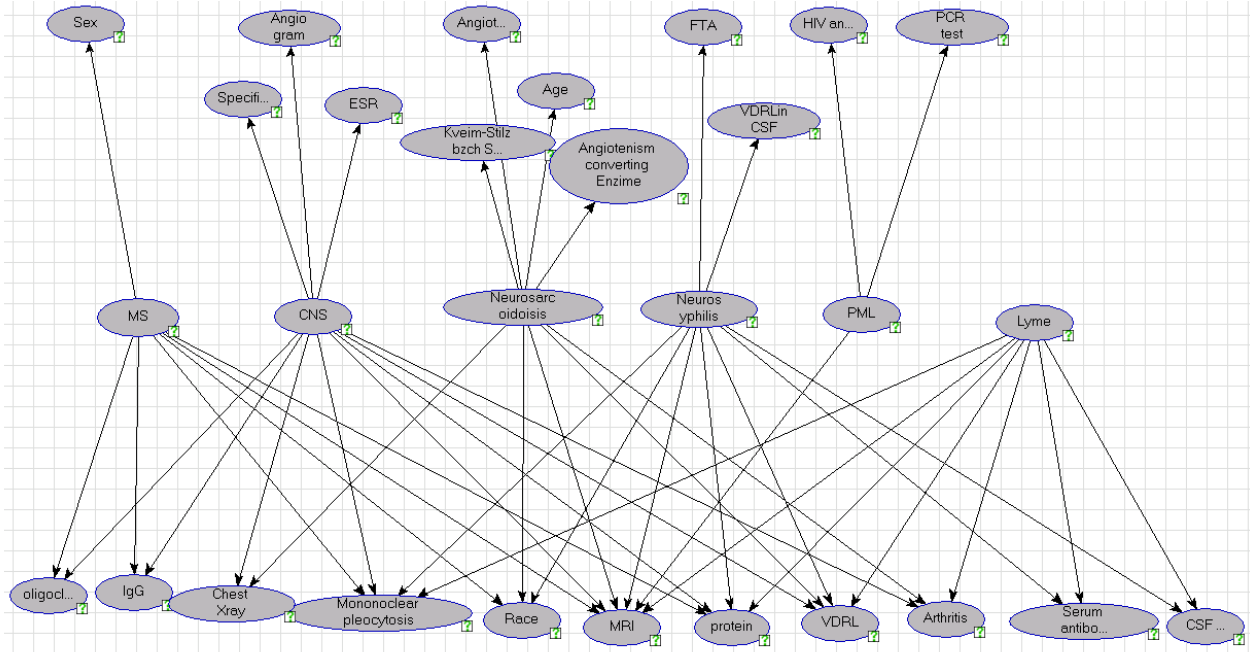 Sex
Angio
gram
Angiot...
FTA
HIV an...
PCR
test
Specifi...
ESR
Age
Kveim-Stilz
bzch S...
VDRLin
CSF
Angiotenism
converting
Enzime
MS
CNS
Neurosarc
oidoisis
Neuros
yphilis
PML
Lyme
oligocl...
IgG
Chest
Xray
Mononuclear
pleocytosis
Race
MRI
protein
VDRL
Arthritis
Serum
antibo...
CSF ...